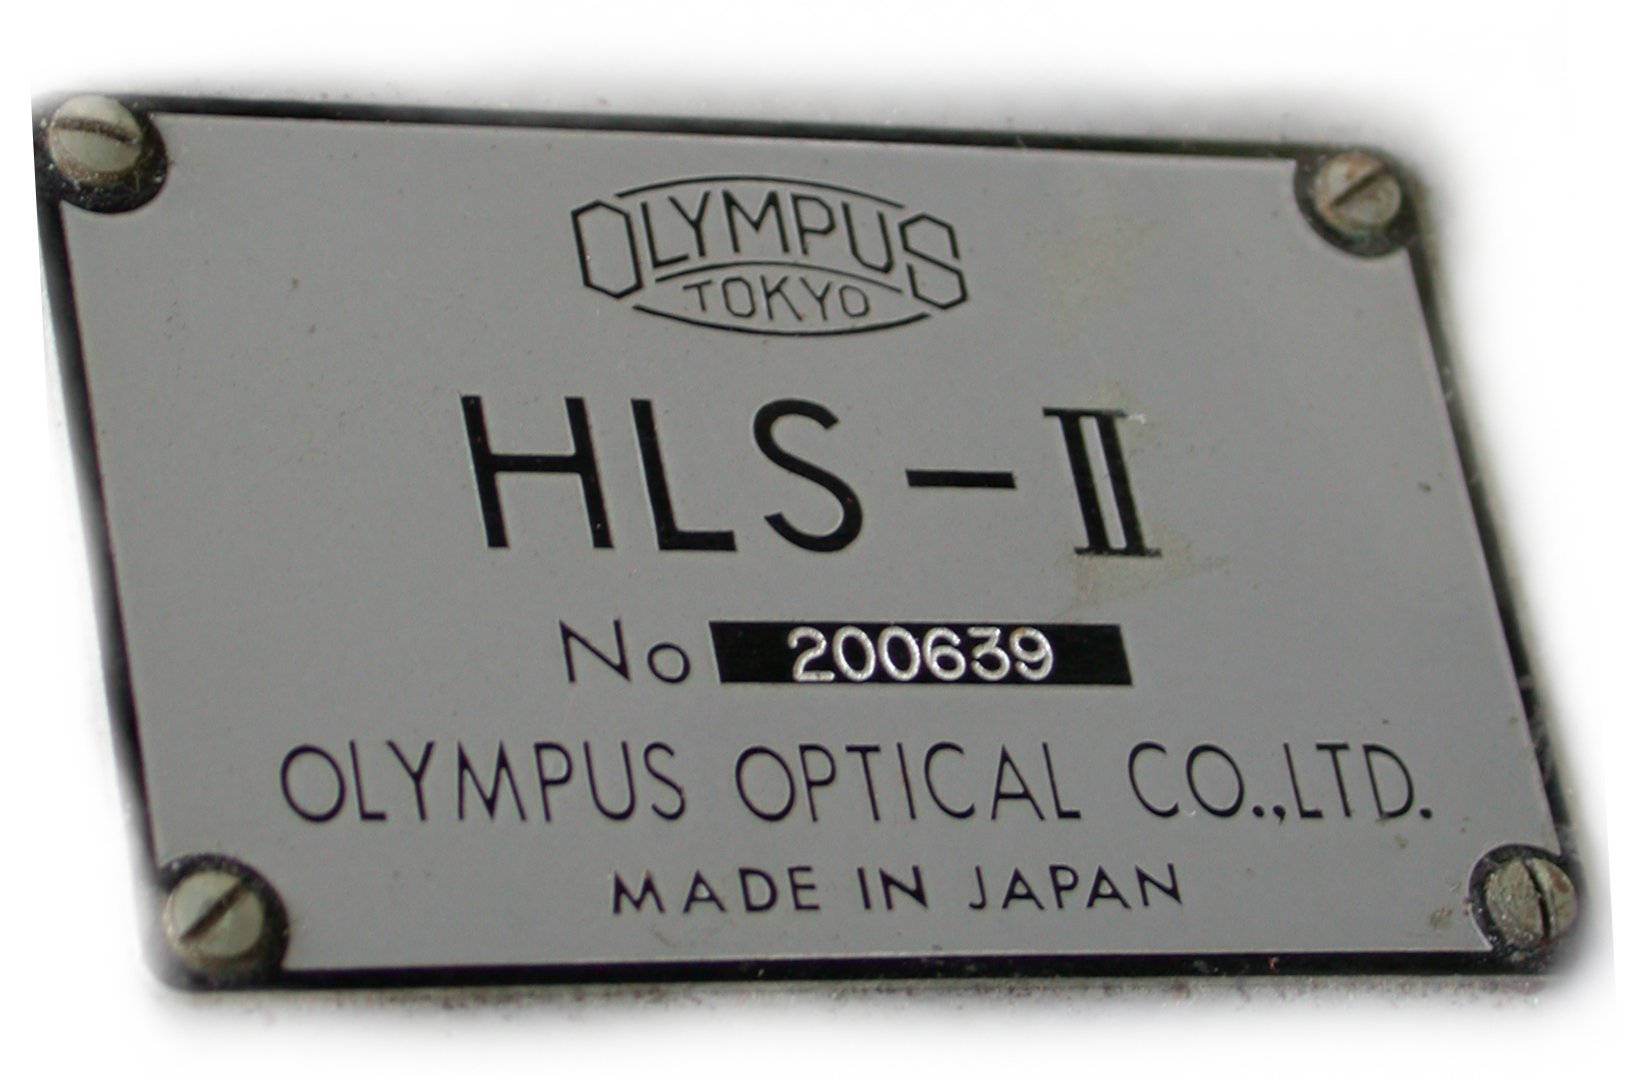 OLYMPUS
TOKYO
HLS-II
No 200639
OLYMPUS OPTICAL CO.,LTD.
MADE IN JAPAN